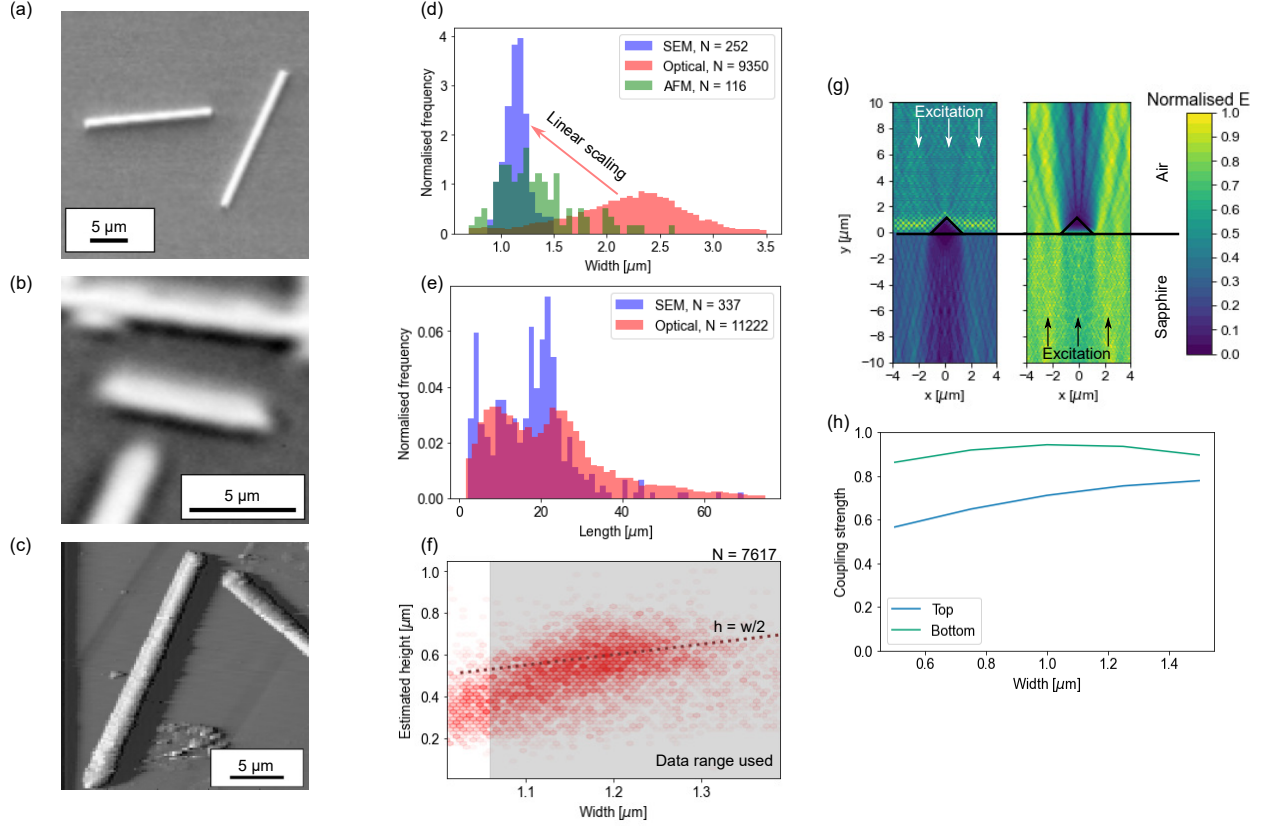 (a)
5 μm
(b)
5 μm
(c)
5 μm
(d)
4
3
2
1
0
Normalised frequency
SEM, N = 252
Optical, N = 9350
AFM, N = 116
Linear scaling
1.0 1.5 2.0 2.5 3.0 3.5
Width [μm]
(e)
0.06
0.04
0.02
0.00
Normalised frequency
SEM, N = 337
Optical, N = 11222
0 20 40 60
Length [μm]
(f)
N = 7617
1.0
0.8
0.6
0.4
0.2
Estimated height [μm]
h = w/2
Data range used
1.1 1.2 1.3
Width [μm]
(g)
Normalised E
10
8
6
4
2
0
−2
−4
−6
−8
−10
y [μm]
Excitation
Excitation
−4 −2 0 2 4
x [μm]
−4 −2 0 2 4
x [μm]
Air
Sapphire
1.0
0.9
0.8
0.7
0.6
0.5
0.4
0.3
0.2
0.1
0.0
(h)
1.0
0.8
0.6
0.4
0.2
0.0
Coupling strength
Top
Bottom
0.6 0.8 1.0 1.2 1.4
Width [μm]